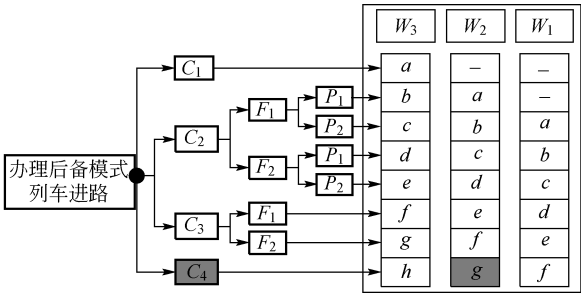 W₃ W₂ W₁
C₁ a – –
P₁ b a –
F₁
P₂ c b a
C₂
P₁ d c b
办理后备模式 F₂
列车进路 P₂ e d c
F₁ f e d
C₃
F₂ g f e
C₄ h g f